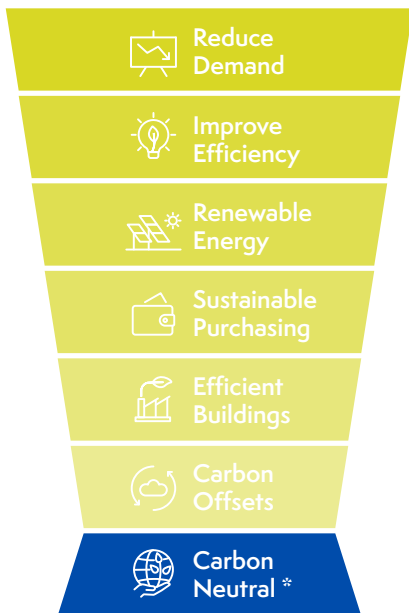 Reduce
Demand
Improve
Efficiency
Renewable
Energy
Sustainable
Purchasing
Efficient
Buildings
Carbon
Offsets
Carbon
Neutral *